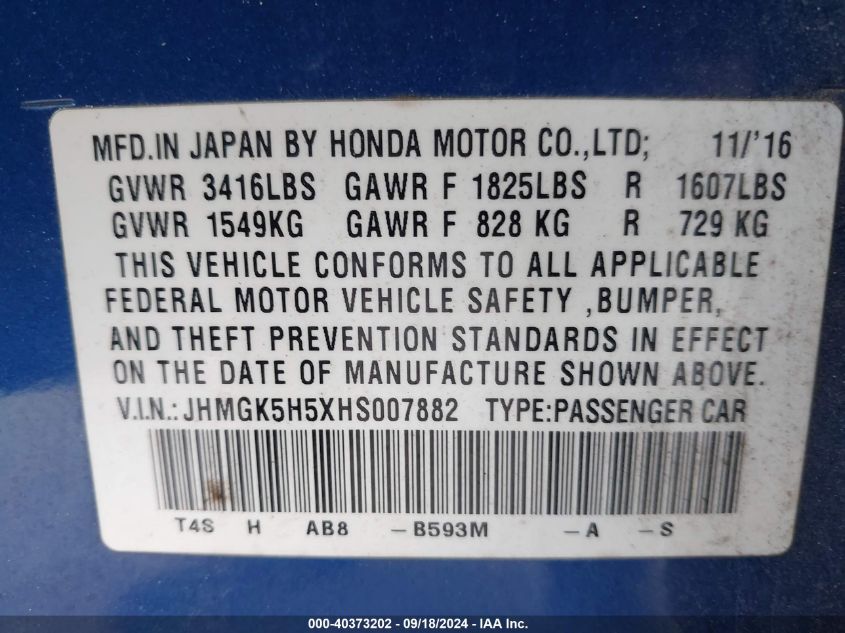 MFD.IN JAPAN BY HONDA MOTOR CO.,LTD; 11/'16
GVWR 3416LBS GAWR F 1825LBS R 1607LBS
GVWR 1549KG GAWR F 828 KG R 729 KG
THIS VEHICLE CONFORMS TO ALL APPLICABLE
FEDERAL MOTOR VEHICLE SAFETY ,BUMPER,
AND THEFT PREVENTION STANDARDS IN EFFECT
ON THE DATE OF MANUFACTURE SHOWN ABOVE.
V.I.N.:JHMGK5H5XHS007882 TYPE:PASSENGER CAR
T4S H AB8 -B593M -A -S
000-40373202 - 09/18/2024 - IAA Inc.